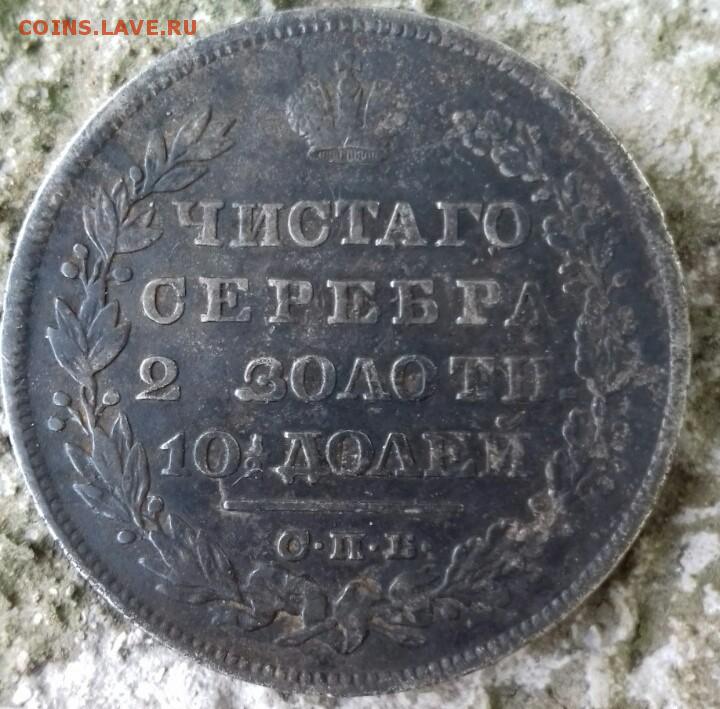 COINS.LAVE.RU
ЧИСТАГО
СЕРЕБРА
2 ЗОЛОТН.
10½ ДОЛЕЙ
С·П·Б·